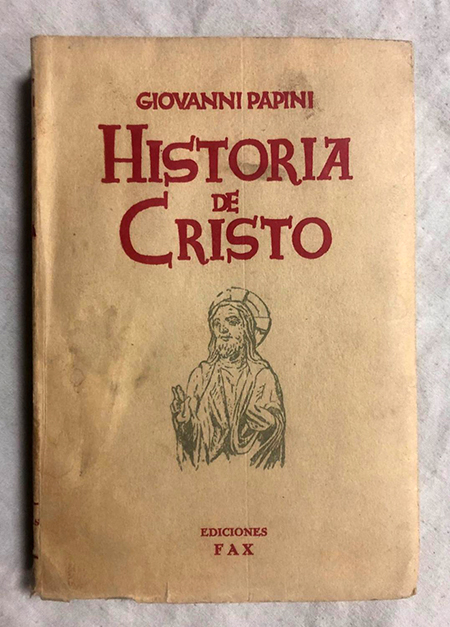 GIOVANNI PAPINI
HISTORIA
DE
CRISTO
EDICIONES
FAX